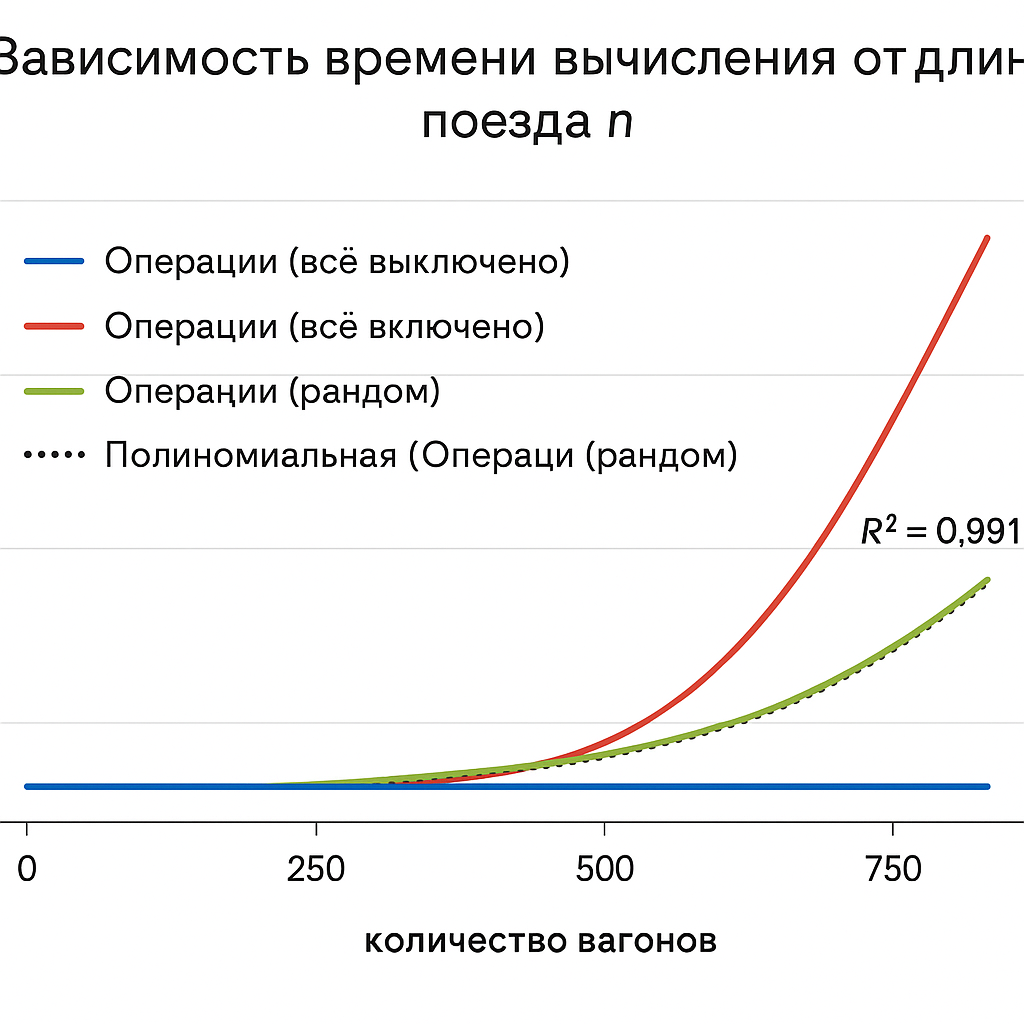 Зависимость времени вычисления от длин
поезда n
Операции (всё выключено)
Операции (всё включено)
Операции (рандом)
Полиномиальная (Операци (рандом)
R² = 0,991
0 250 500 750
количество вагонов